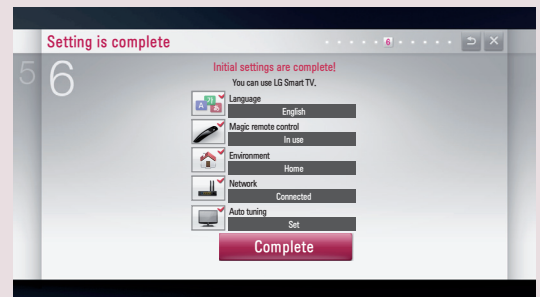 Setting is complete
6
5
6
Initial settings are complete!
You can use LG Smart TV.
Language
English
Magic remote control
In use
Environment
Home
Network
Connected
Auto tuning
Set
Complete